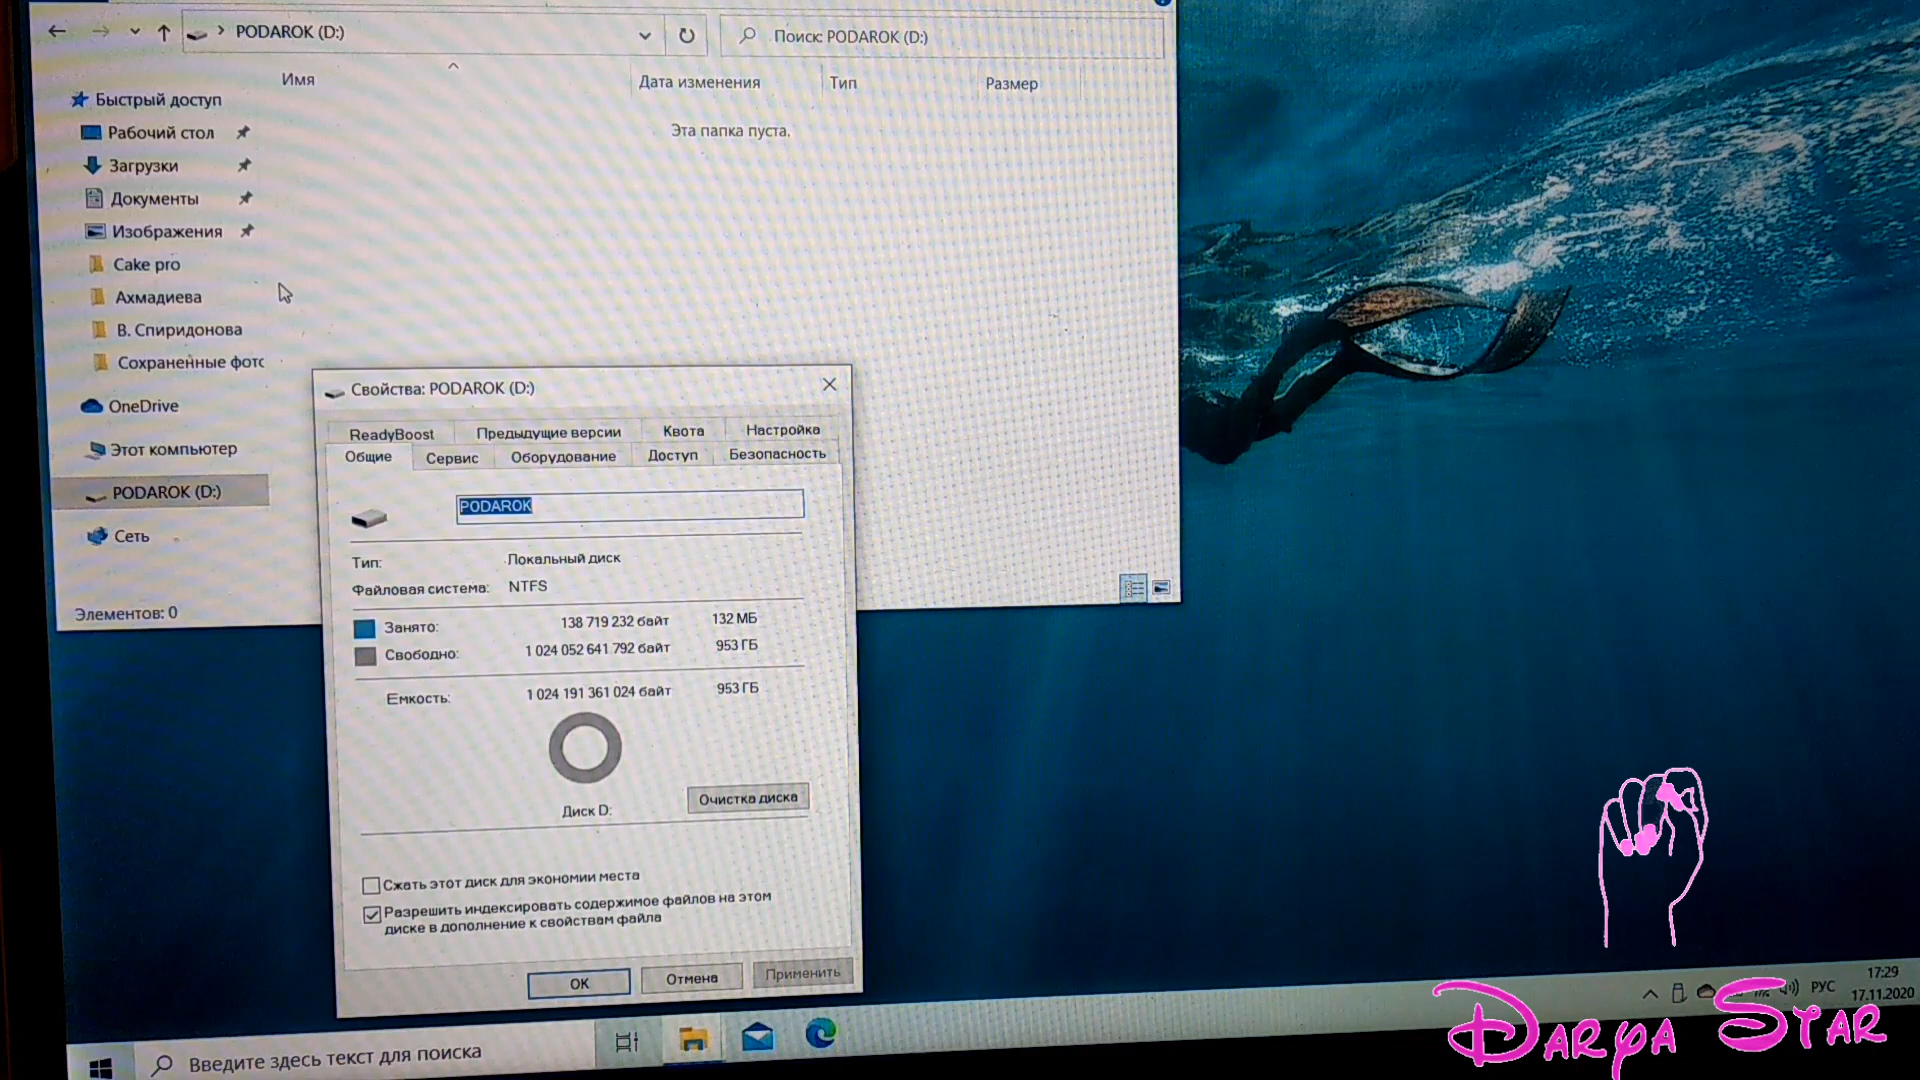 PODAROK (D:)
Поиск: PODAROK (D:)
Имя
Дата изменения
Тип
Размер
Быстрый доступ
Рабочий стол
Загрузки
Документы
Изображения
Cake pro
Ахмадиева
В. Спиридонова
Сохраненные фотс
OneDrive
Этот компьютер
PODAROK (D:)
Сеть
Элементов: 0
Эта папка пуста.
Свойства: PODAROK (D:)
ReadyBoost
Предыдущие версии
Квота
Настройка
Общие
Сервис
Оборудование
Доступ
Безопасность
PODAROK
Тип: Локальный диск
Файловая система: NTFS
Занято: 138 719 232 байт 132 МБ
Свободно: 1 024 052 641 792 байт 953 ГБ
Емкость: 1 024 191 361 024 байт 953 ГБ
Диск D:
Очистка диска
Сжать этот диск для экономии места
Разрешить индексировать содержимое файлов на этом
диске в дополнение к свойствам файла
OK
Отмена
Применить
Введите здесь текст для поиска
РУС
17:29
17.11.2020
Darya Star